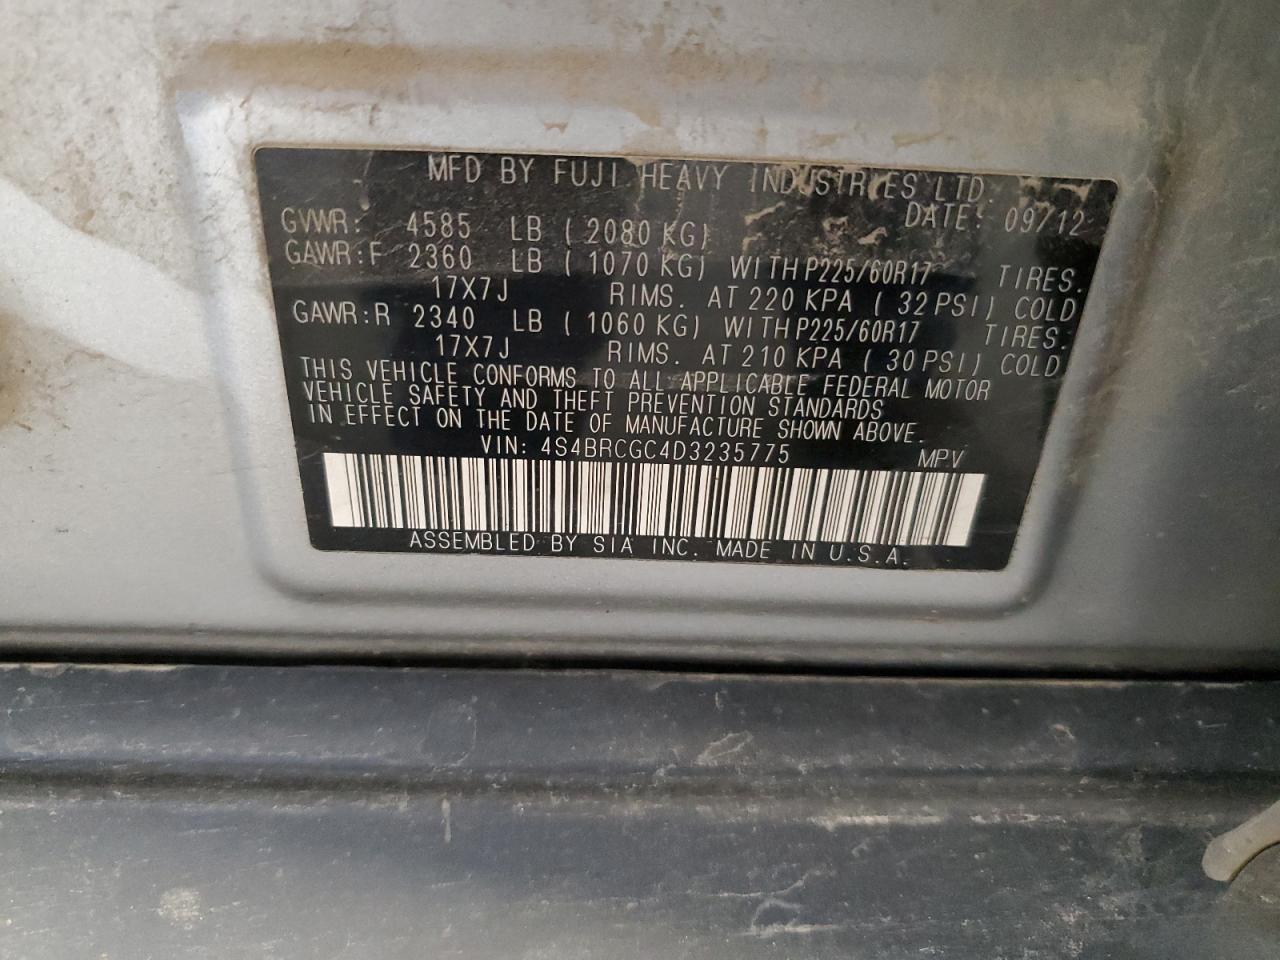 MFD BY FUJI HEAVY INDUSTRIES LTD.
DATE: 09/12
GVWR: 4585 LB ( 2080 KG)
GAWR:F 2360 LB ( 1070 KG) WITH P225/60R17 TIRES.
17X7J RIMS. AT 220 KPA ( 32 PSI) COLD
GAWR:R 2340 LB ( 1060 KG) WITH P225/60R17 TIRES.
17X7J RIMS. AT 210 KPA ( 30 PSI) COLD
THIS VEHICLE CONFORMS TO ALL APPLICABLE FEDERAL MOTOR
VEHICLE SAFETY AND THEFT PREVENTION STANDARDS
IN EFFECT ON THE DATE OF MANUFACTURE SHOWN ABOVE.
VIN: 4S4BRCGC4D3235775 MPV
ASSEMBLED BY SIA INC. MADE IN U.S.A.